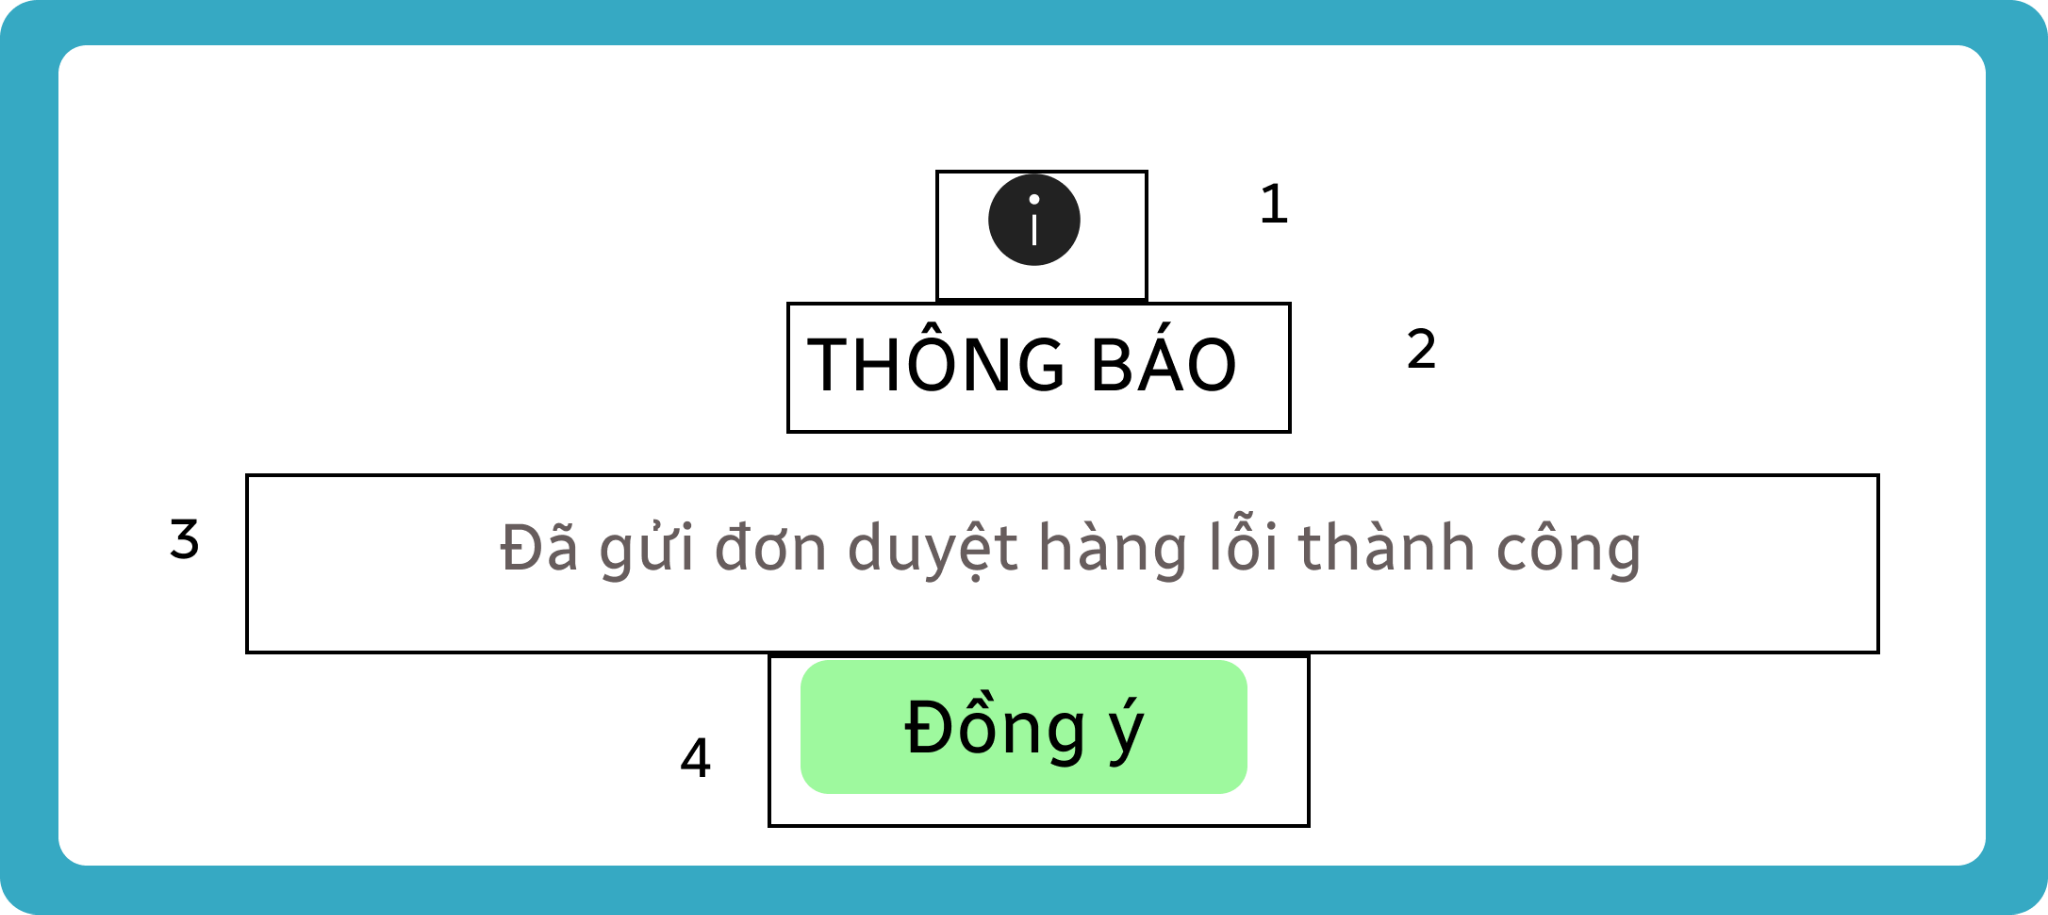 i
1
THÔNG BÁO
2
3
Đã gửi đơn duyệt hàng lỗi thành công
4
Đồng ý